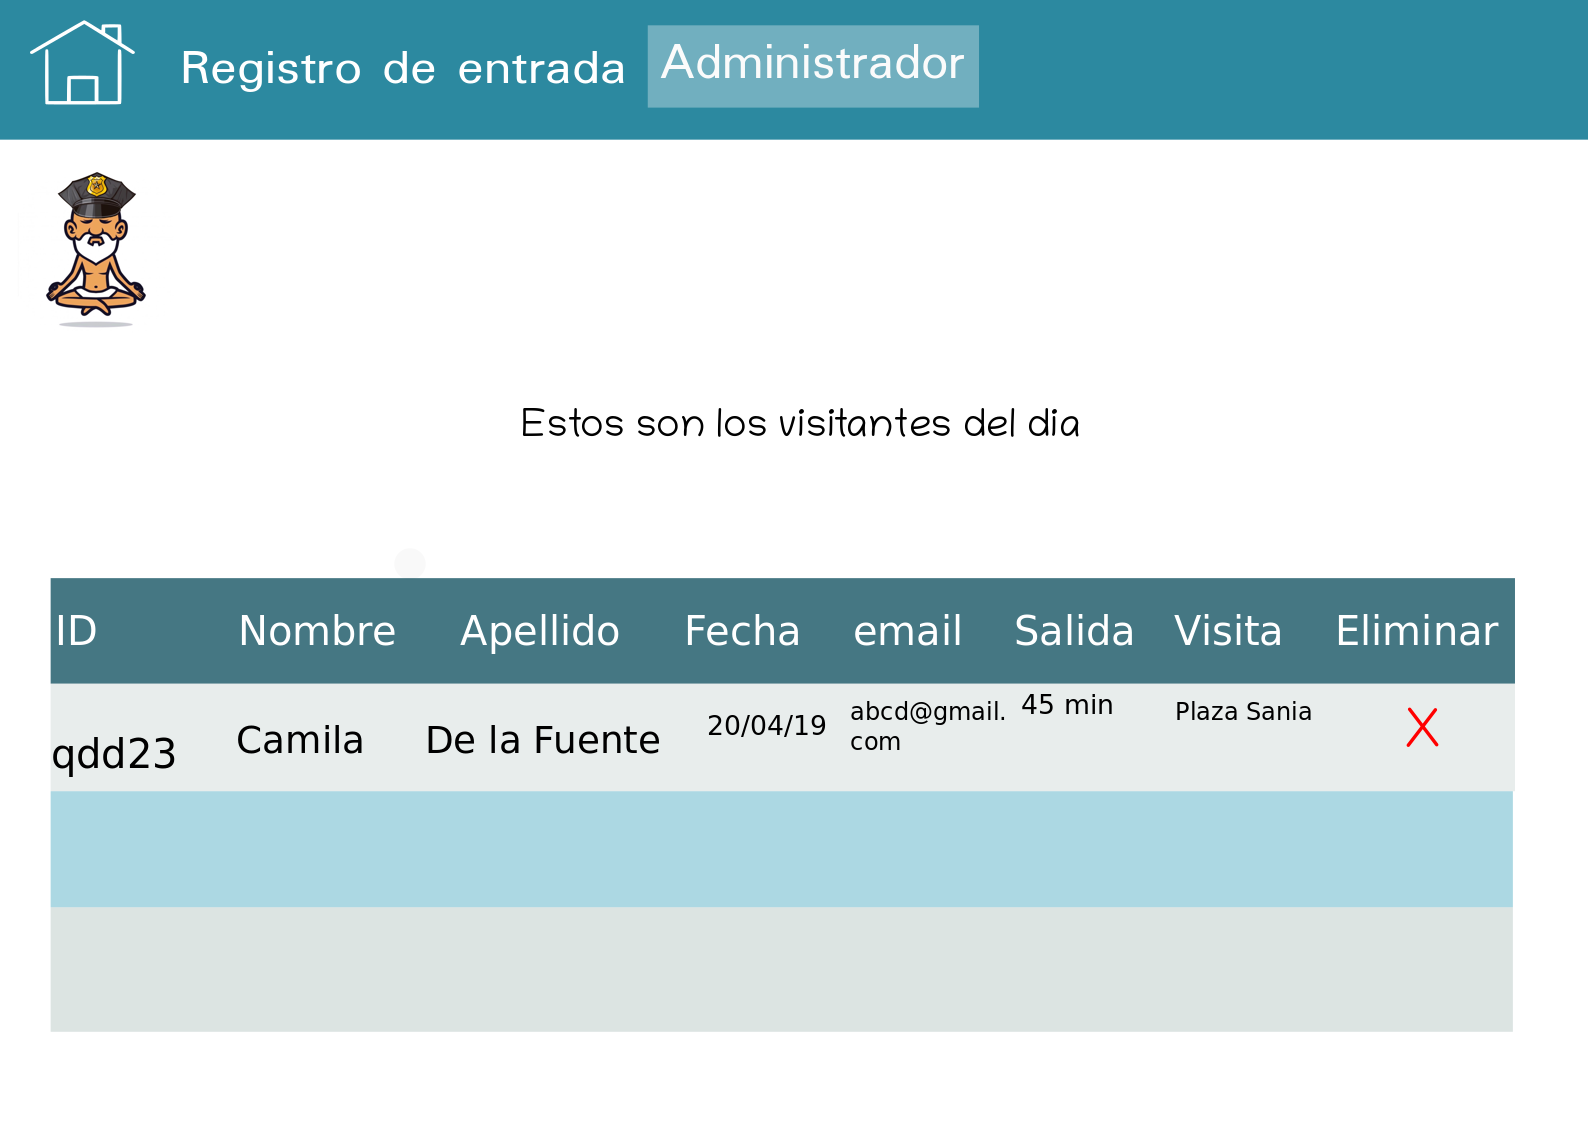 Registro de entrada Administrador
Estos son los visitantes del dia
ID Nombre Apellido Fecha email Salida Visita Eliminar
qdd23 Camila De la Fuente 20/04/19 abcd@gmail. 45 min Plaza Sania
com